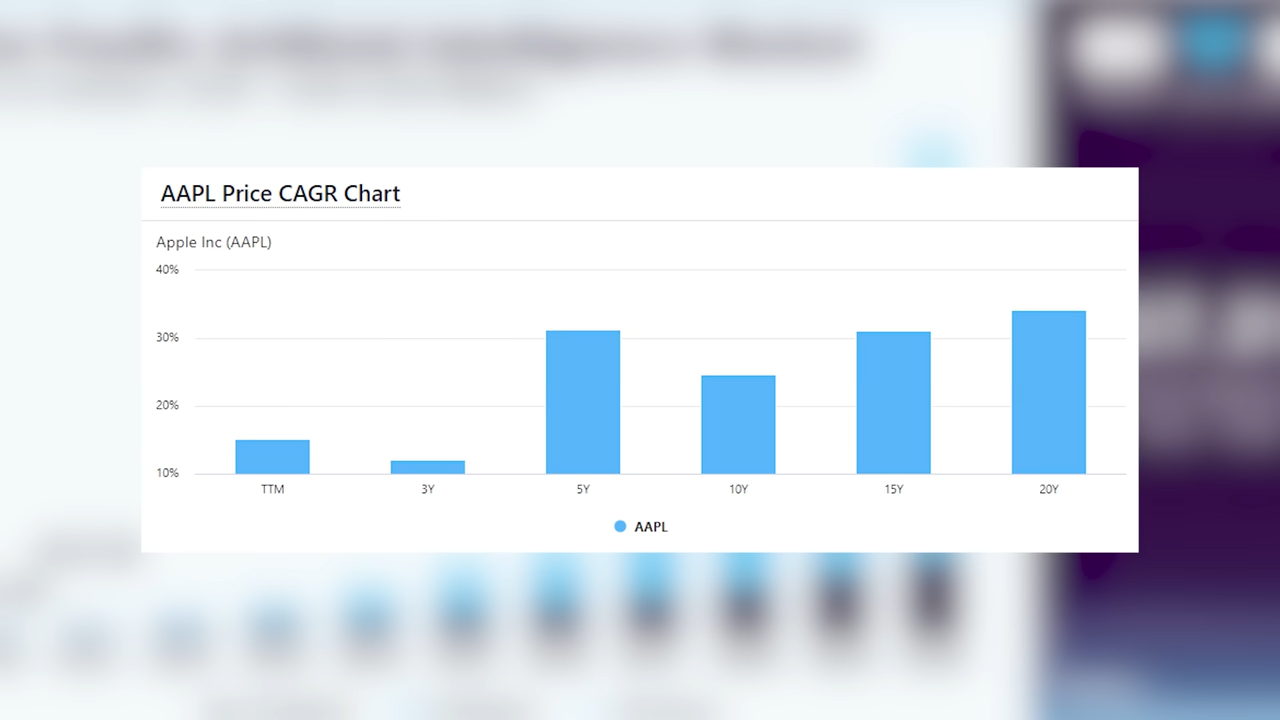 AAPL Price CAGR Chart
Apple Inc (AAPL)
40%
30%
20%
10%
TTM 3Y 5Y 10Y 15Y 20Y
AAPL